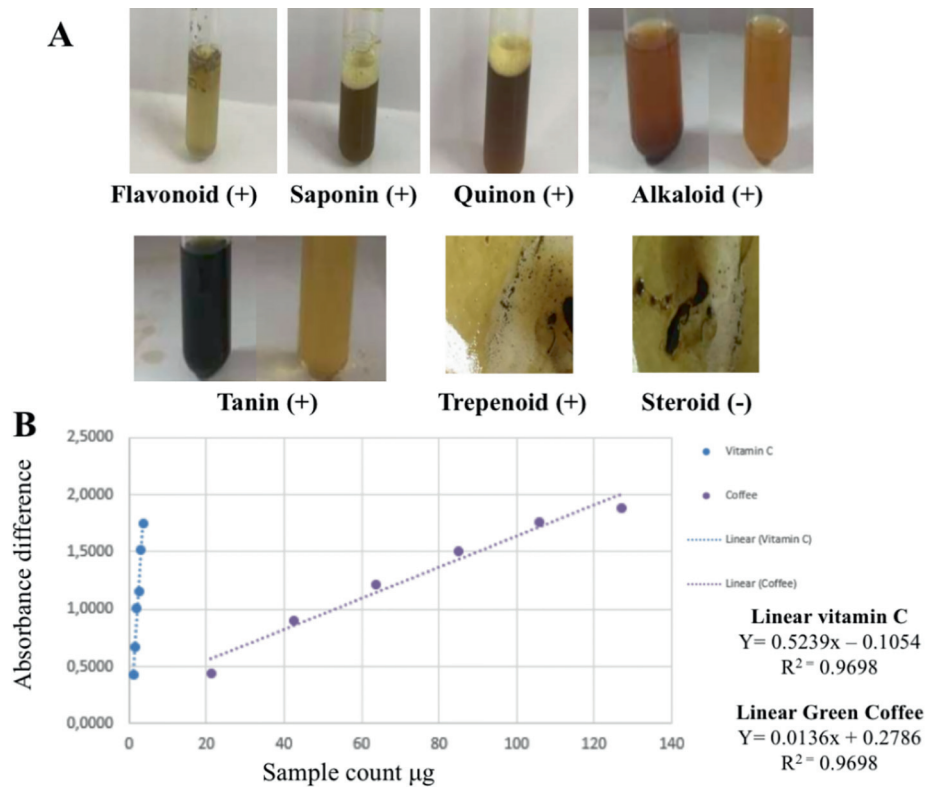 A
Flavonoid (+)
Saponin (+)
Quinon (+)
Alkaloid (+)
Tanin (+)
Trepenoid (+)
Steroid (-)
B
2,5000
2,0000
1,5000
1,0000
0,5000
0,0000
0
20
40
60
80
100
120
140
Absorbance difference
Sample count µg
Vitamin C
Coffee
Linear (Vitamin C)
Linear (Coffee)
Linear vitamin C
Y= 0.5239x – 0.1054
R² = 0.9698
Linear Green Coffee
Y= 0.0136x + 0.2786
R² = 0.9698